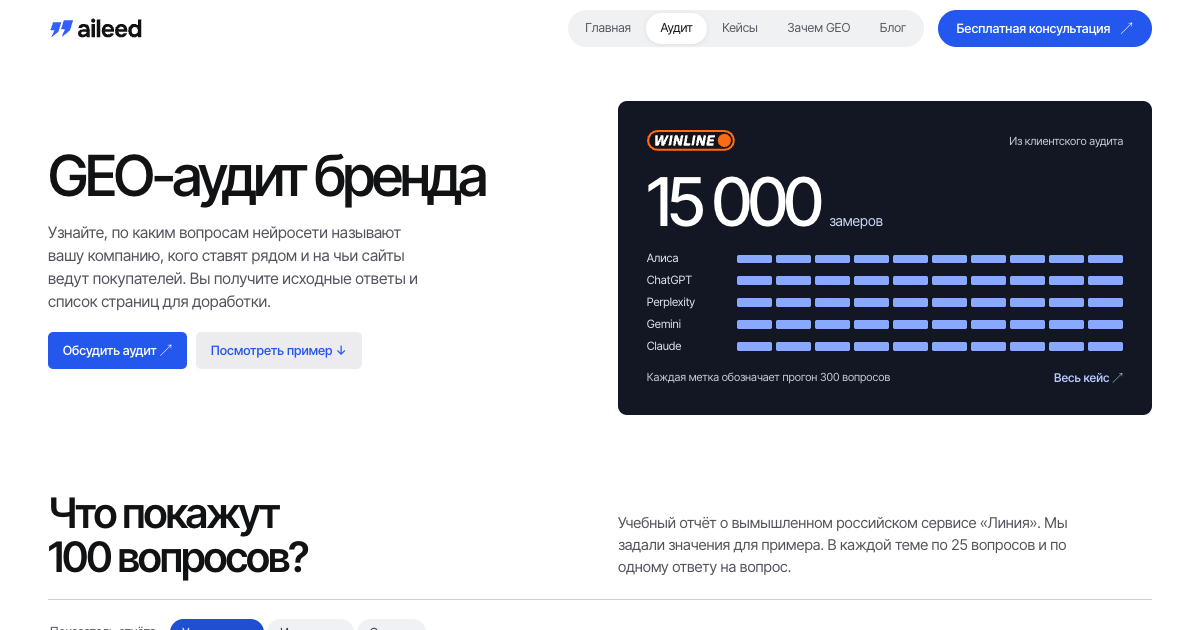 aileed
Главная
Аудит
Кейсы
Зачем GEO
Блог
Бесплатная консультация ↗
GEO-аудит бренда
Узнайте, по каким вопросам нейросети называют
вашу компанию, кого ставят рядом и на чьи сайты
ведут покупателей. Вы получите исходные ответы и
список страниц для доработки.
Обсудить аудит ↗
Посмотреть пример ↓
WINLINE
Из клиентского аудита
15 000 замеров
Алиса
ChatGPT
Perplexity
Gemini
Claude
Каждая метка обозначает прогон 300 вопросов
Весь кейс ↗
Что покажут
100 вопросов?
Учебный отчёт о вымышленном российском сервисе «Линия». Мы
задали значения для примера. В каждой теме по 25 вопросов и по
одному ответу на вопрос.